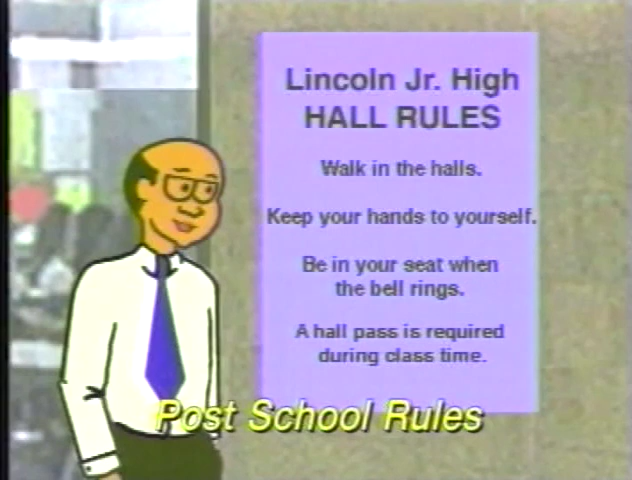 Lincoln Jr. High
HALL RULES
Walk in the halls.
Keep your hands to yourself.
Be in your seat when
the bell rings.
A hall pass is required
during class time.
Post School Rules